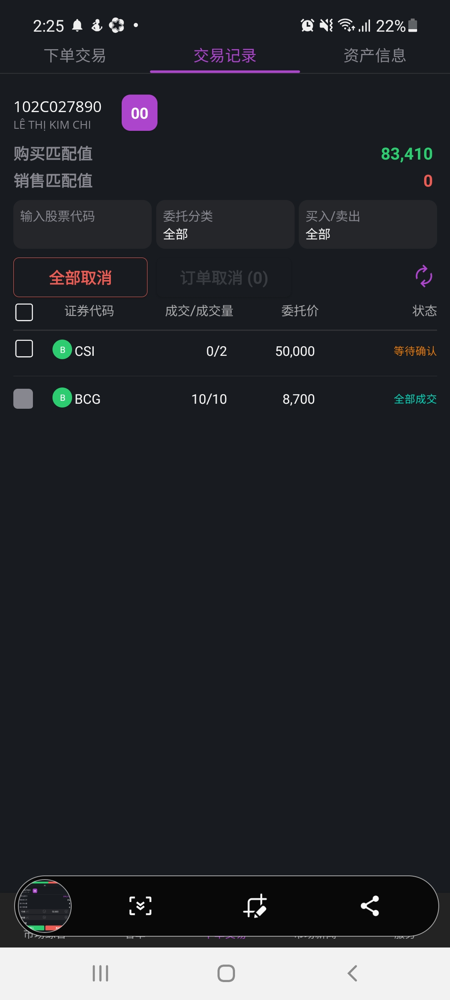 2:25
22%
下单交易 交易记录 资产信息
102C027890 00
LÊ THỊ KIM CHI
购买匹配值 83,410
销售匹配值 0
输入股票代码 委托分类 买入/卖出
全部 全部
全部取消 订单取消 (0)
证券代码 成交/成交量 委托价 状态
B CSI 0/2 50,000 等待确认
B BCG 10/10 8,700 全部成交